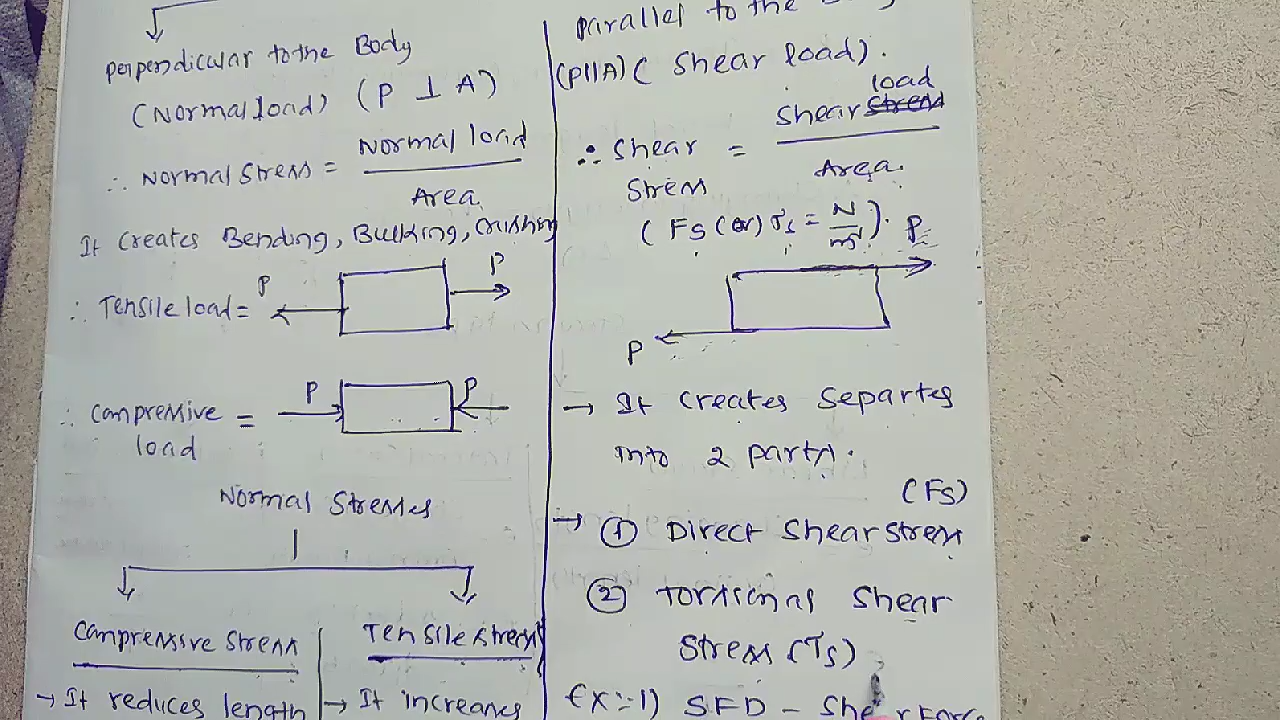 perpendicular to the Body
(Normal load) (P ⊥ A)
∴ Normal Stress = Normal load
Area
It Creates Bending, Buckling, Crushing
∴ Tensile load =
P
P
∴ Compressive =
load
P
P
Normal Stresses
Compressive Stress
→ It reduces length
Tensile stress
→ It increases
parallel to the
(P||A) ( Shear load).
∴ Shear = Shear load
Stress
Area.
(Fs (or) = N
P
P
→ It Creates Separtes
into 2 parts.
(Fs)
→ ① Direct Shear Stress
② Torsional Shear
Stress (Ts)
Ex:-1) SFD - Shear Force